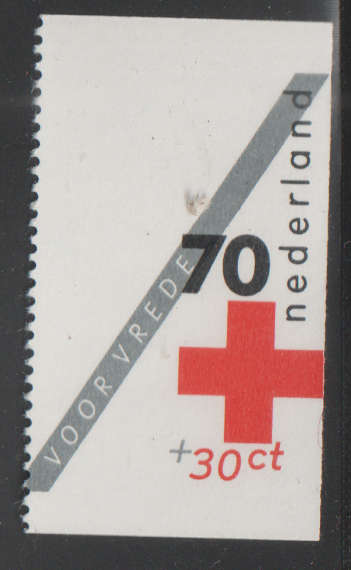 nederland
70
VOOR VREDE
+30ct